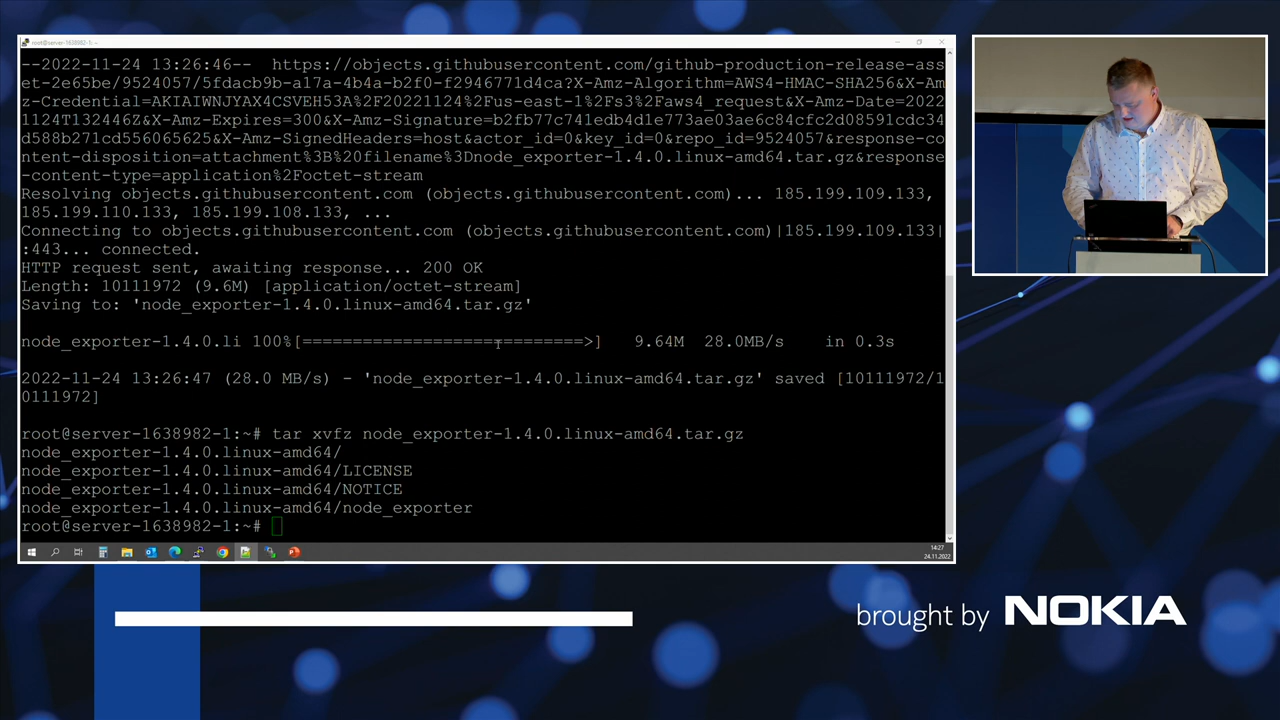 root@server-1638982-1: ~
--2022-11-24 13:26:46--  https://objects.githubusercontent.com/github-production-release-ass
et-2e65be/9524057/5fdacb9b-a17a-4b4a-b2f0-f2946771d4ca?X-Amz-Algorithm=AWS4-HMAC-SHA256&X-Am
z-Credential=AKIAIWNJYAX4CSVEH53A%2F20221124%2Fus-east-1%2Fs3%2Faws4_request&X-Amz-Date=2022
1124T132446Z&X-Amz-Expires=300&X-Amz-Signature=b2fb77c741edb4d1e773ae03ae6c84cfc2d08591cdc34
d588b271cd556065625&X-Amz-SignedHeaders=host&actor_id=0&key_id=0&repo_id=9524057&response-co
ntent-disposition=attachment%3B%20filename%3Dnode_exporter-1.4.0.linux-amd64.tar.gz&response
-content-type=application%2Foctet-stream
Resolving objects.githubusercontent.com (objects.githubusercontent.com)... 185.199.109.133,
185.199.110.133, 185.199.108.133, ...
Connecting to objects.githubusercontent.com (objects.githubusercontent.com)|185.199.109.133|
:443... connected.
HTTP request sent, awaiting response... 200 OK
Length: 10111972 (9.6M) [application/octet-stream]
Saving to: 'node_exporter-1.4.0.linux-amd64.tar.gz'
node_exporter-1.4.0.li 100%[============================>]   9.64M  28.0MB/s    in 0.3s
2022-11-24 13:26:47 (28.0 MB/s) - 'node_exporter-1.4.0.linux-amd64.tar.gz' saved [10111972/1
0111972]
root@server-1638982-1:~# tar xvfz node_exporter-1.4.0.linux-amd64.tar.gz
node_exporter-1.4.0.linux-amd64/
node_exporter-1.4.0.linux-amd64/LICENSE
node_exporter-1.4.0.linux-amd64/NOTICE
node_exporter-1.4.0.linux-amd64/node_exporter
root@server-1638982-1:~#
14:27
24.11.2022
brought by NOKIA